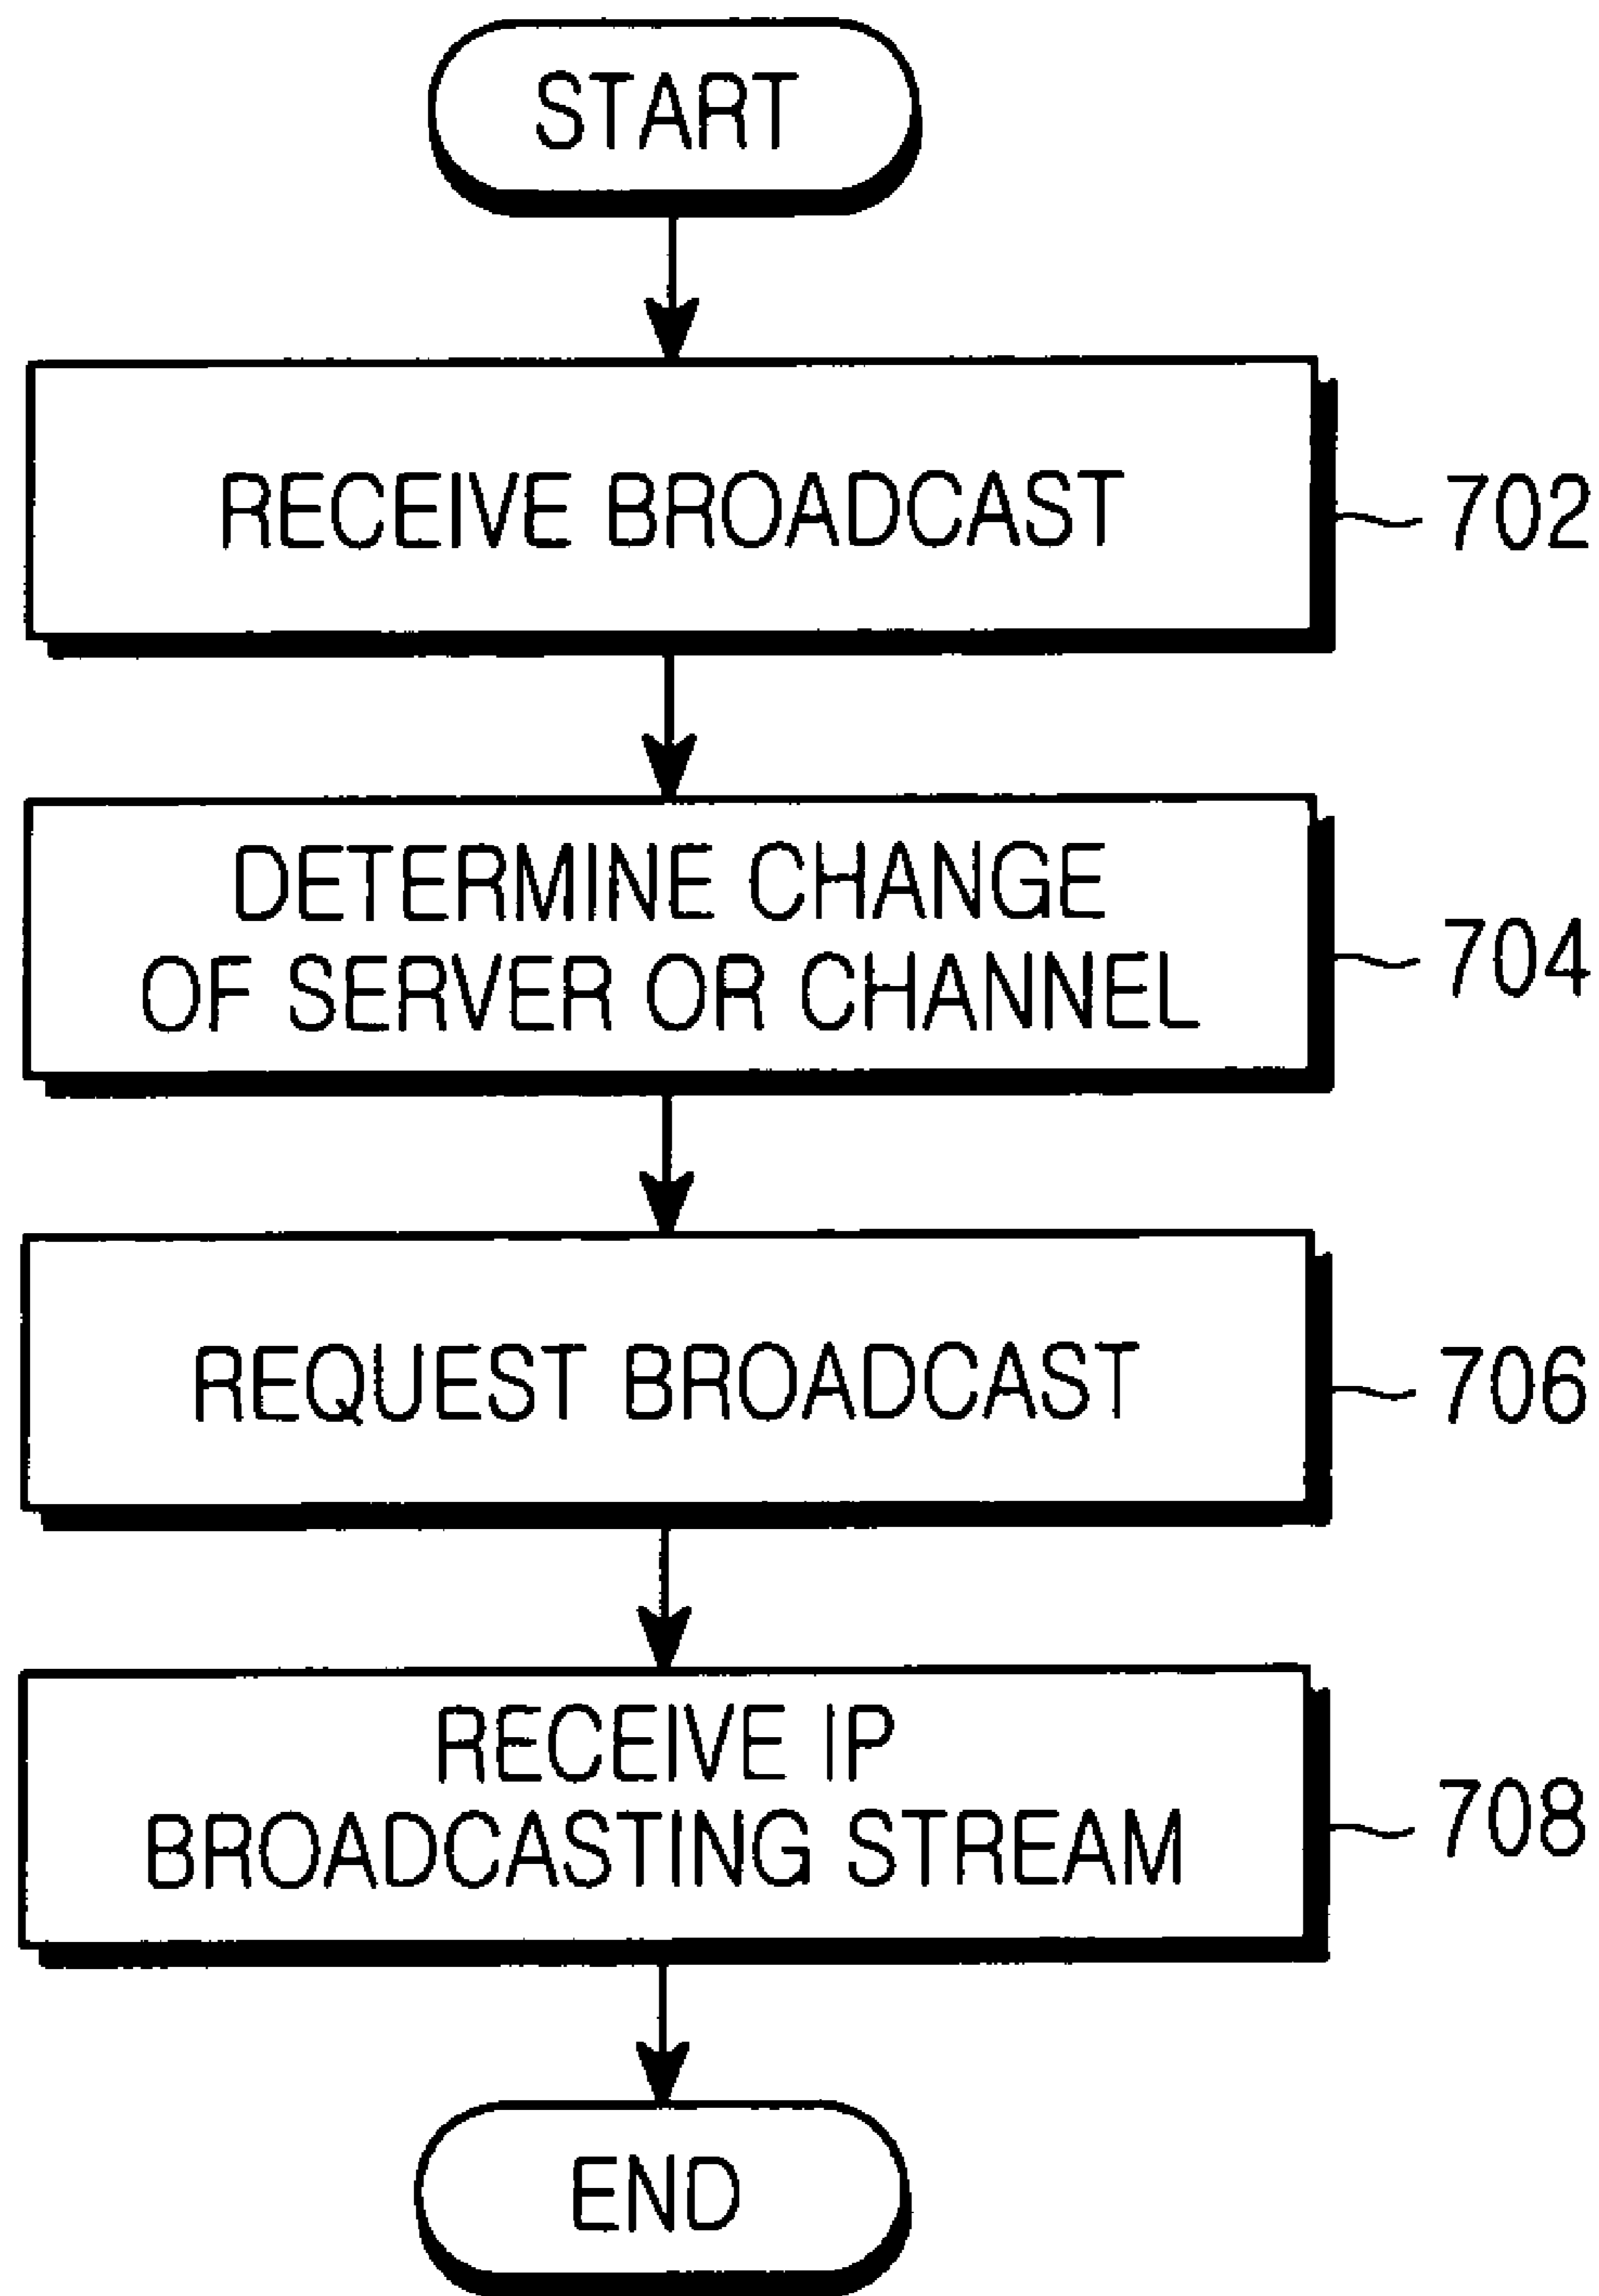 START
RECEIVE BROADCAST
702
DETERMINE CHANGE
OF SERVER OR CHANNEL
704
REQUEST BROADCAST
706
RECEIVE IP
BROADCASTING STREAM
708
END